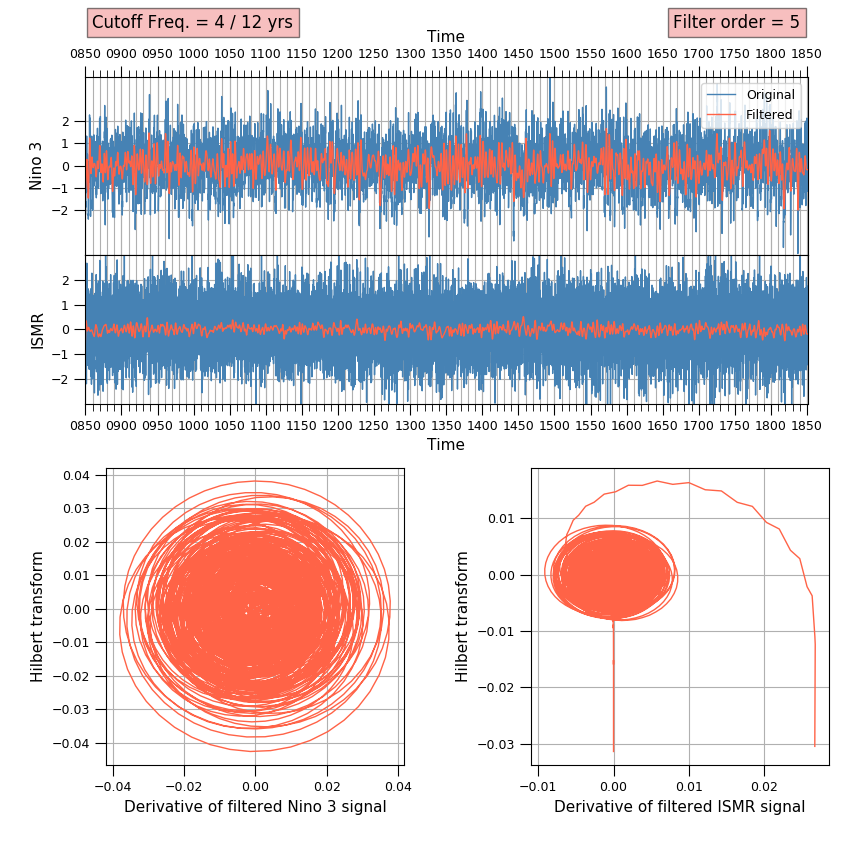 Cutoff Freq. = 4 / 12 yrs
Filter order = 5
Time
0850 0900 0950 1000 1050 1100 1150 1200 1250 1300 1350 1400 1450 1500 1550 1600 1650 1700 1750 1800 1850
Original
Filtered
Nino 3
2
1
0
−1
−2
ISMR
2
1
0
−1
−2
0850 0900 0950 1000 1050 1100 1150 1200 1250 1300 1350 1400 1450 1500 1550 1600 1650 1700 1750 1800 1850
Time
Hilbert transform
0.04
0.03
0.02
0.01
0.00
−0.01
−0.02
−0.03
−0.04
−0.04 −0.02 0.00 0.02 0.04
Derivative of filtered Nino 3 signal
Hilbert transform
0.01
0.00
−0.01
−0.02
−0.03
−0.01 0.00 0.01 0.02
Derivative of filtered ISMR signal